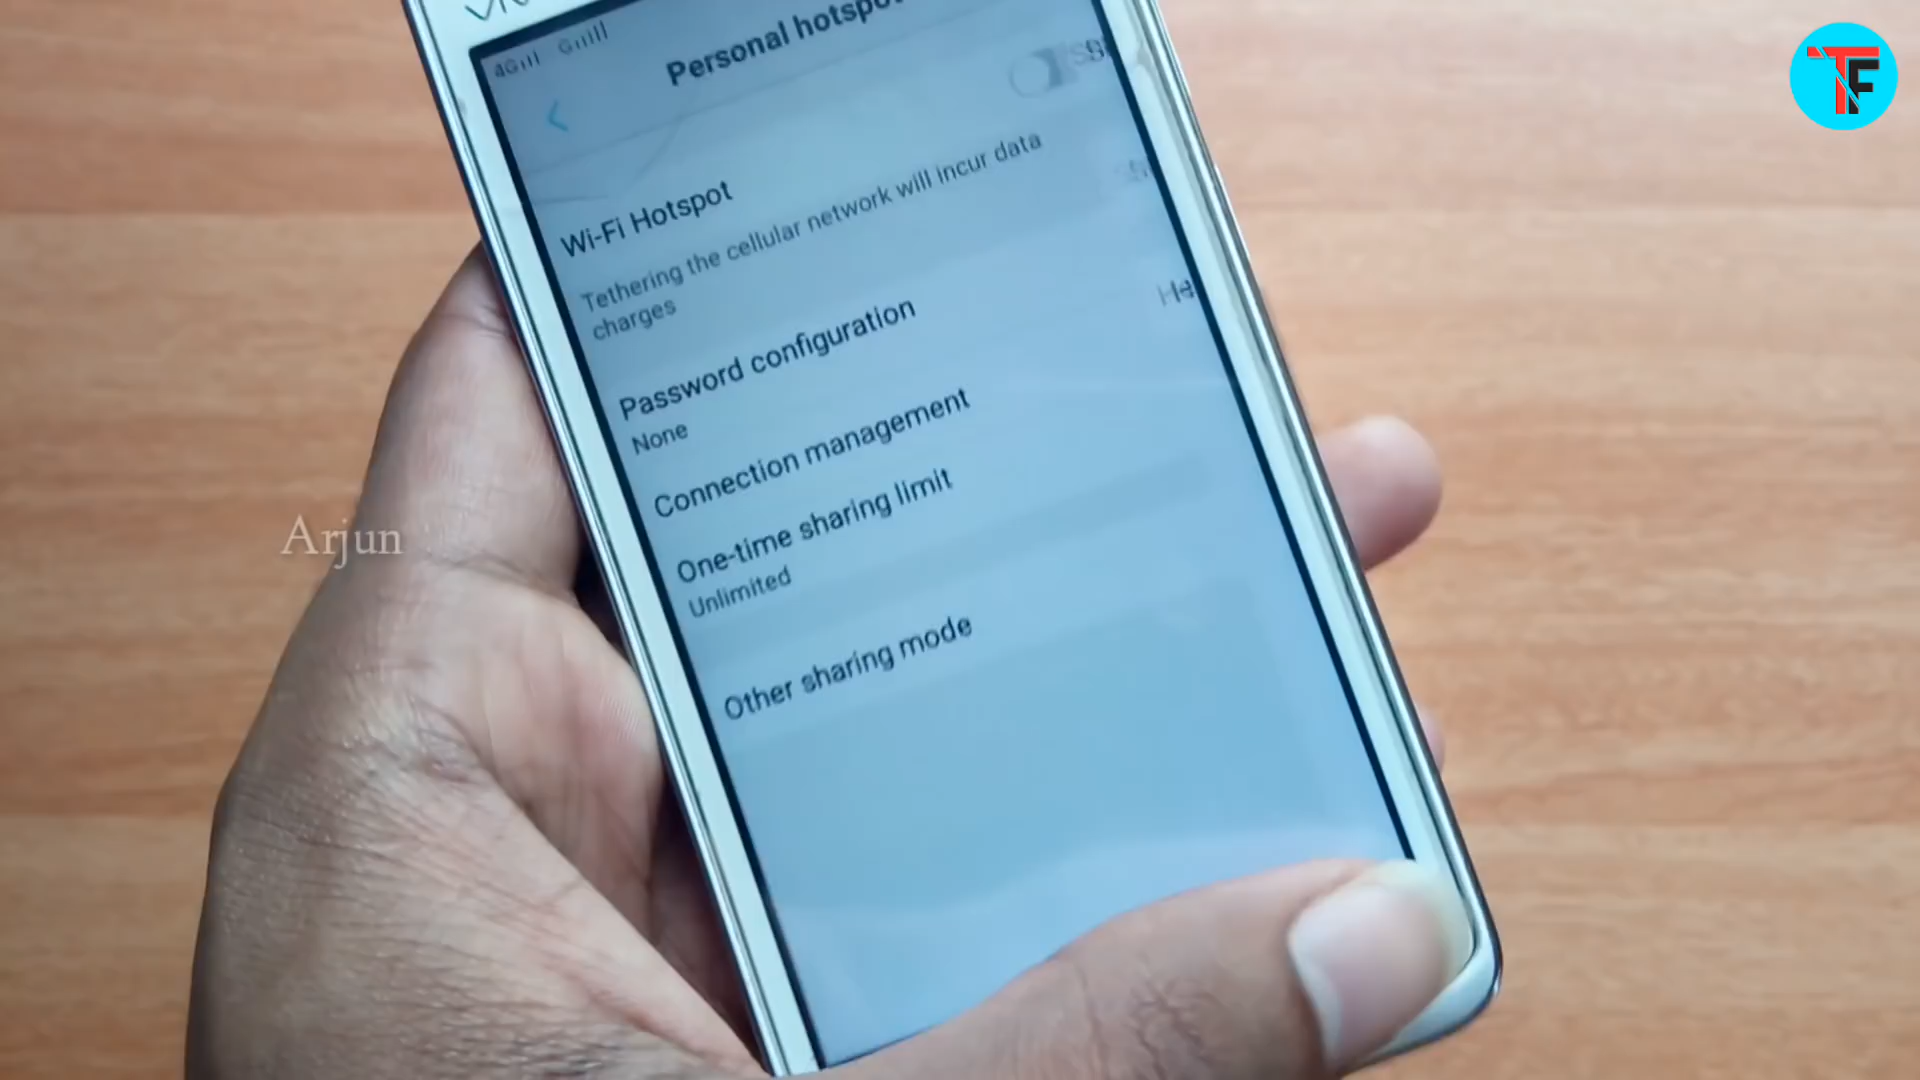 4G
G
Personal hotspot
Wi-Fi Hotspot
Tethering the cellular network will incur data
charges
Password configuration
None
Connection management
One-time sharing limit
Unlimited
Other sharing mode
Arjun
TF